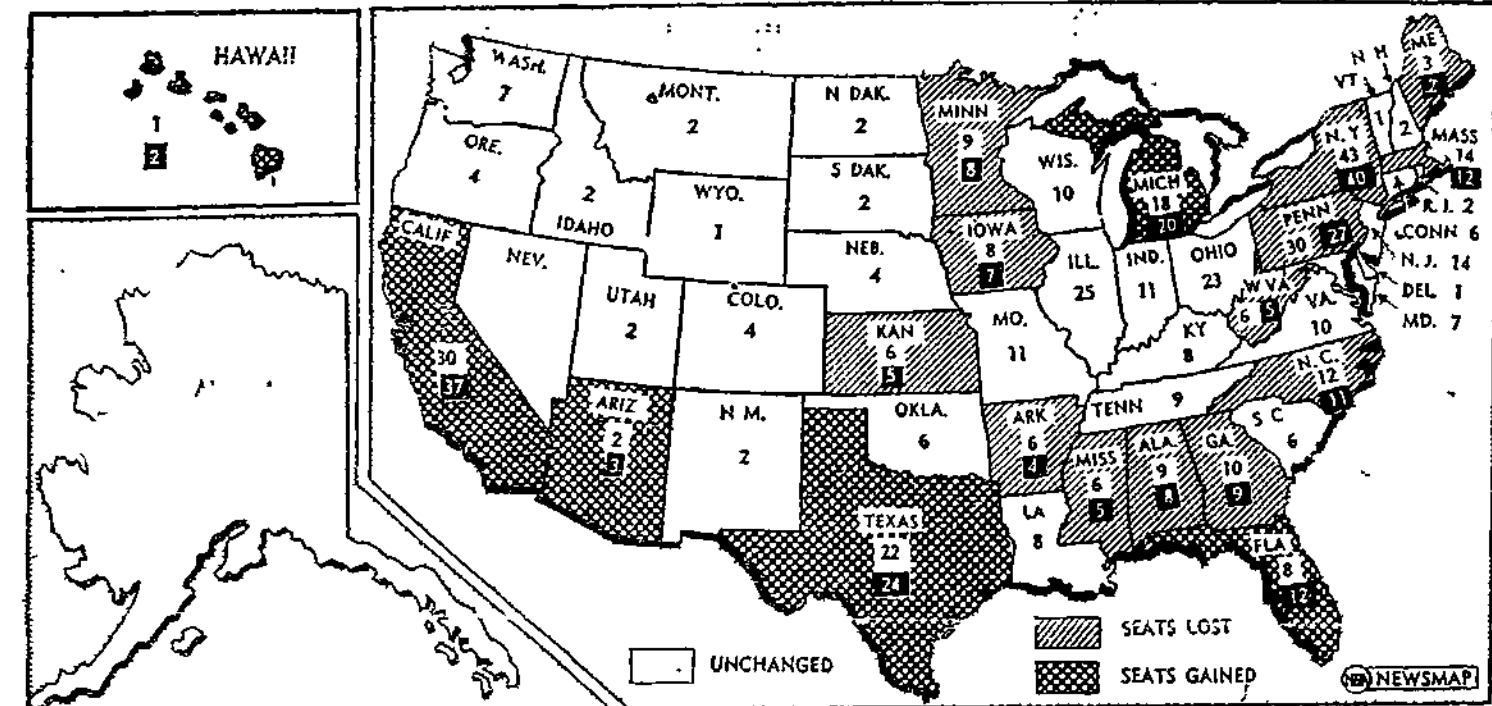 HAWAII
1
2
WASH.
7
ORE.
4
CALIF
30
37
NEV.
2
IDAHO
MONT.
2
WYO.
1
UTAH
2
COLO.
4
ARIZ
2
3
N M.
2
N DAK.
2
S DAK.
2
NEB.
4
KAN
6
5
OKLA.
6
TEXAS
22
24
MINN
9
8
IOWA
8
7
MO.
11
ARK
6
4
LA
8
WIS.
10
ILL.
25
MICH
18
20
IND.
11
OHIO
23
KY
8
TENN 9
MISS
6
5
ALA.
9
8
GA.
10
9
FLA
8
12
S C
6
N.C.
12
11
VA.
10
W VA
6 5
PENN
30 27
N.Y
43
40
VT
1
N H
2
ME
3
2
MASS
14
12
R.I. 2
CONN 6
N.J. 14
DEL 1
MD. 7
UNCHANGED
SEATS LOST
SEATS GAINED
NEWSMAP